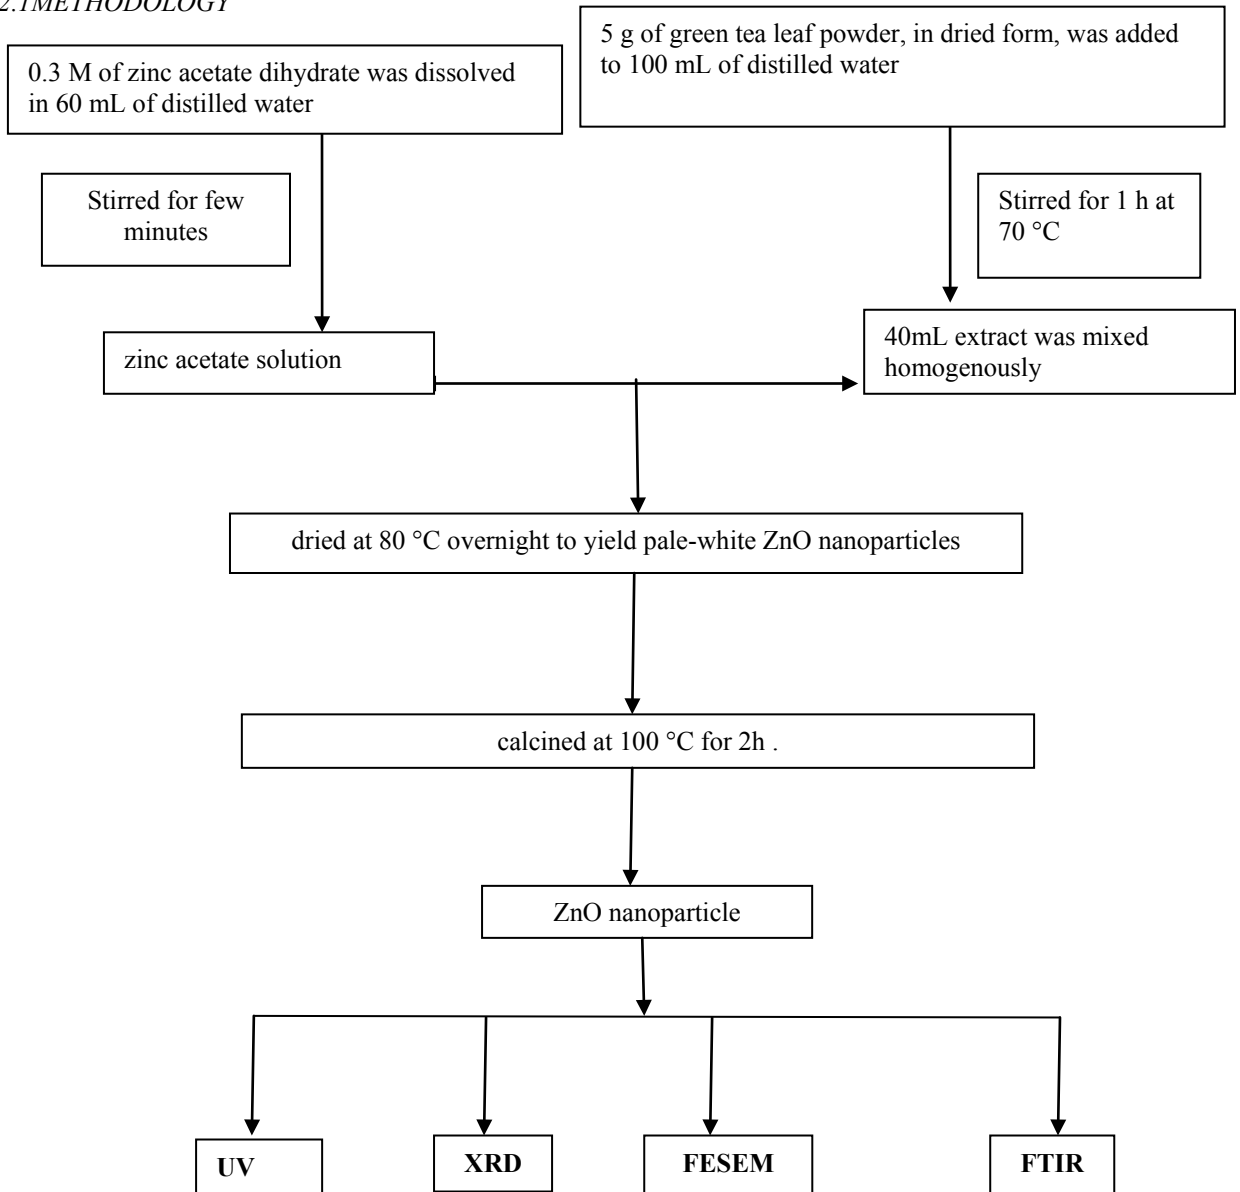 2.1METHODOLOGY
0.3 M of zinc acetate dihydrate was dissolved
in 60 mL of distilled water
5 g of green tea leaf powder, in dried form, was added
to 100 mL of distilled water
Stirred for few
minutes
Stirred for 1 h at
70 °C
zinc acetate solution
40mL extract was mixed
homogenously
dried at 80 °C overnight to yield pale-white ZnO nanoparticles
calcined at 100 °C for 2h .
ZnO nanoparticle
UV
XRD
FESEM
FTIR